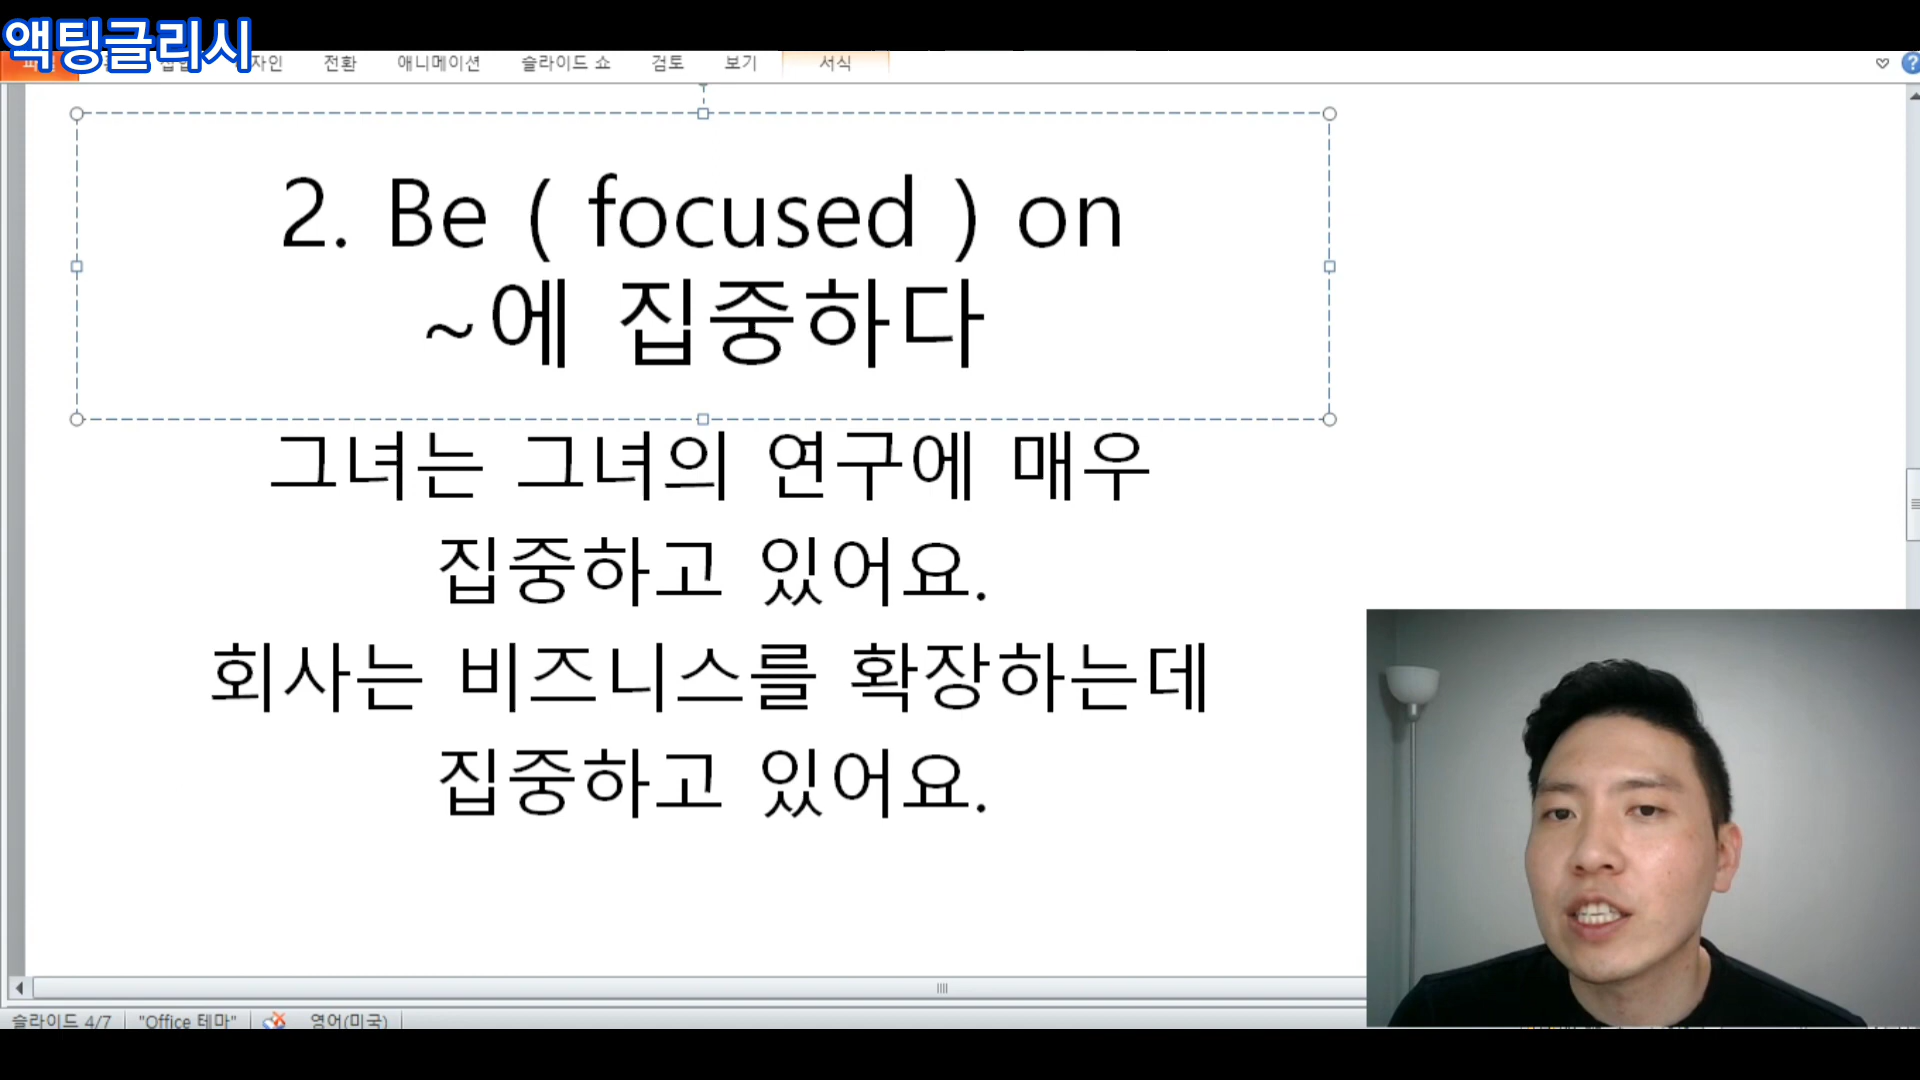 액팅글리시
자인 전환 애니메이션 슬라이드 쇼 검토 보기 서식
2. Be ( focused ) on
~에 집중하다
그녀는 그녀의 연구에 매우
집중하고 있어요.
회사는 비즈니스를 확장하는데
집중하고 있어요.
슬라이드 4/7 "Office 테마" 영어(미국)